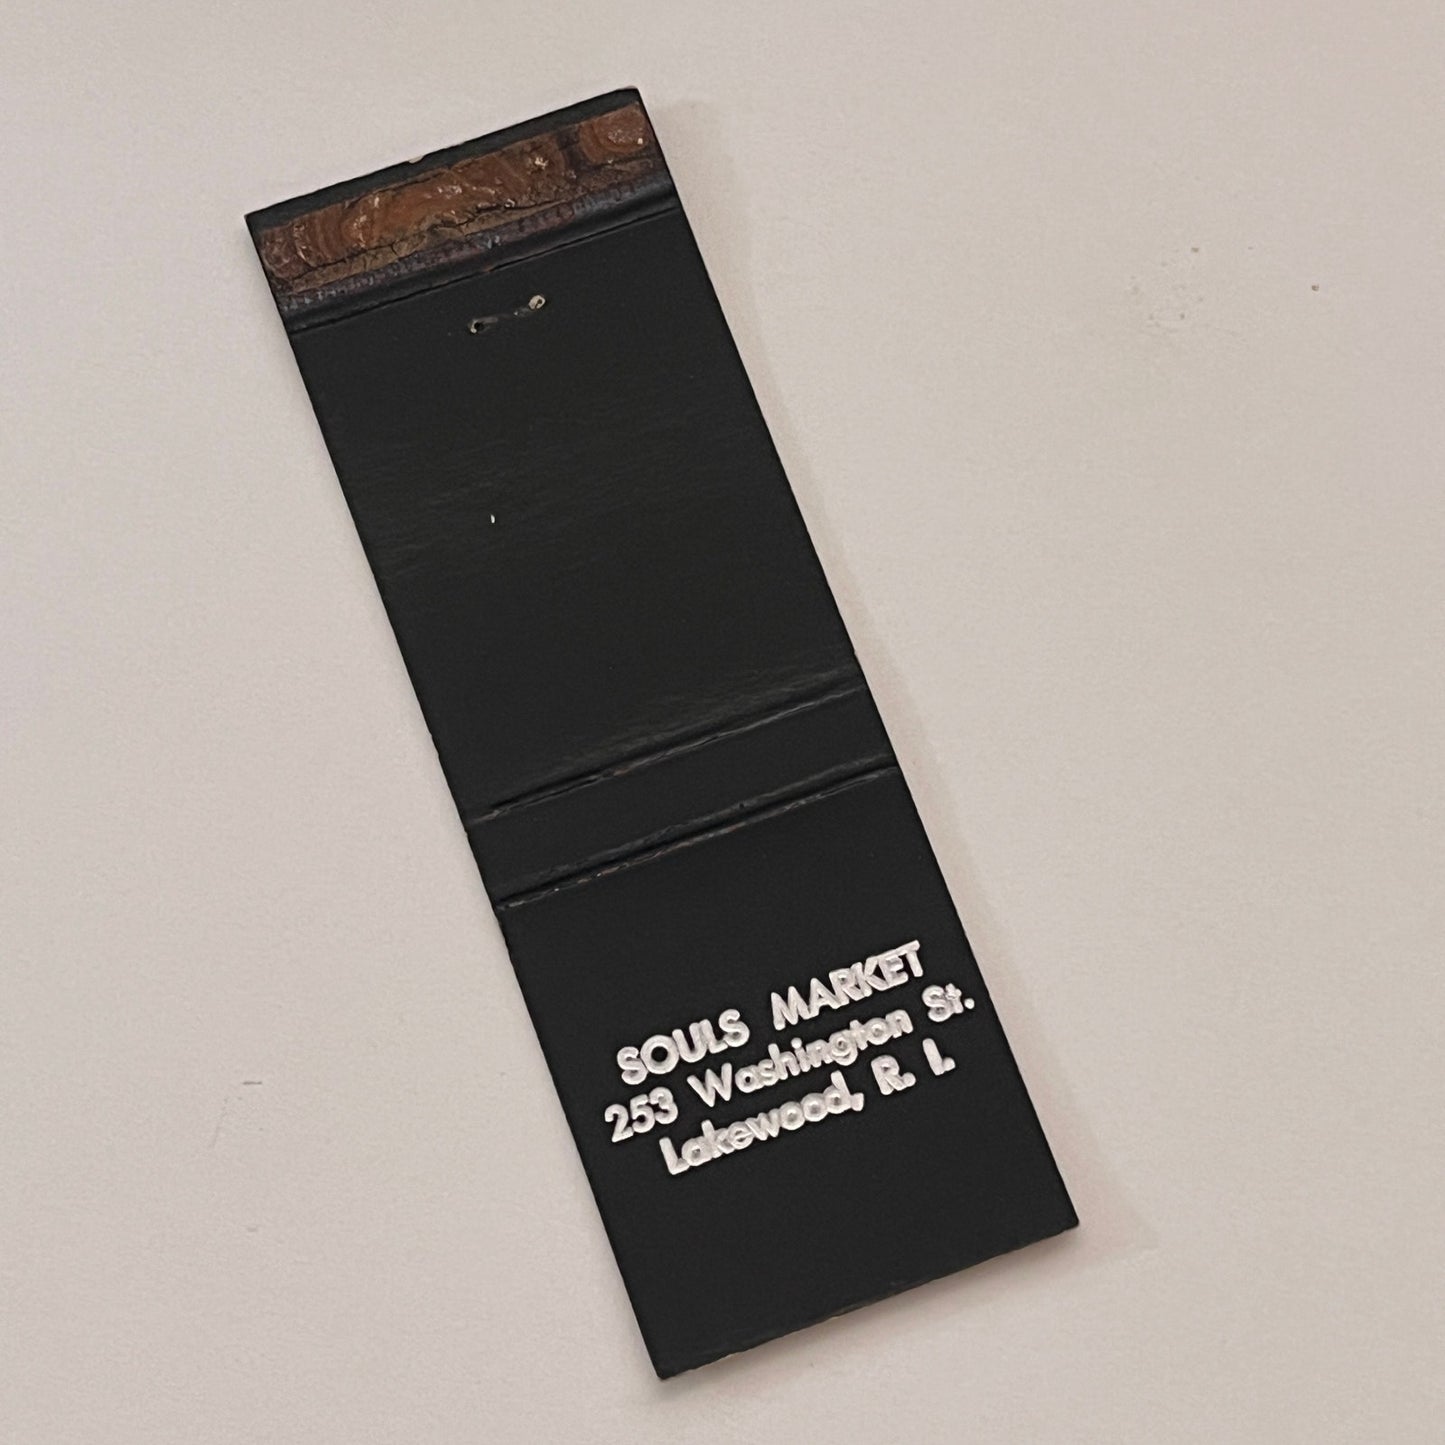 SOULS MARKET
253 Washington St.
Lakewood, R. I.